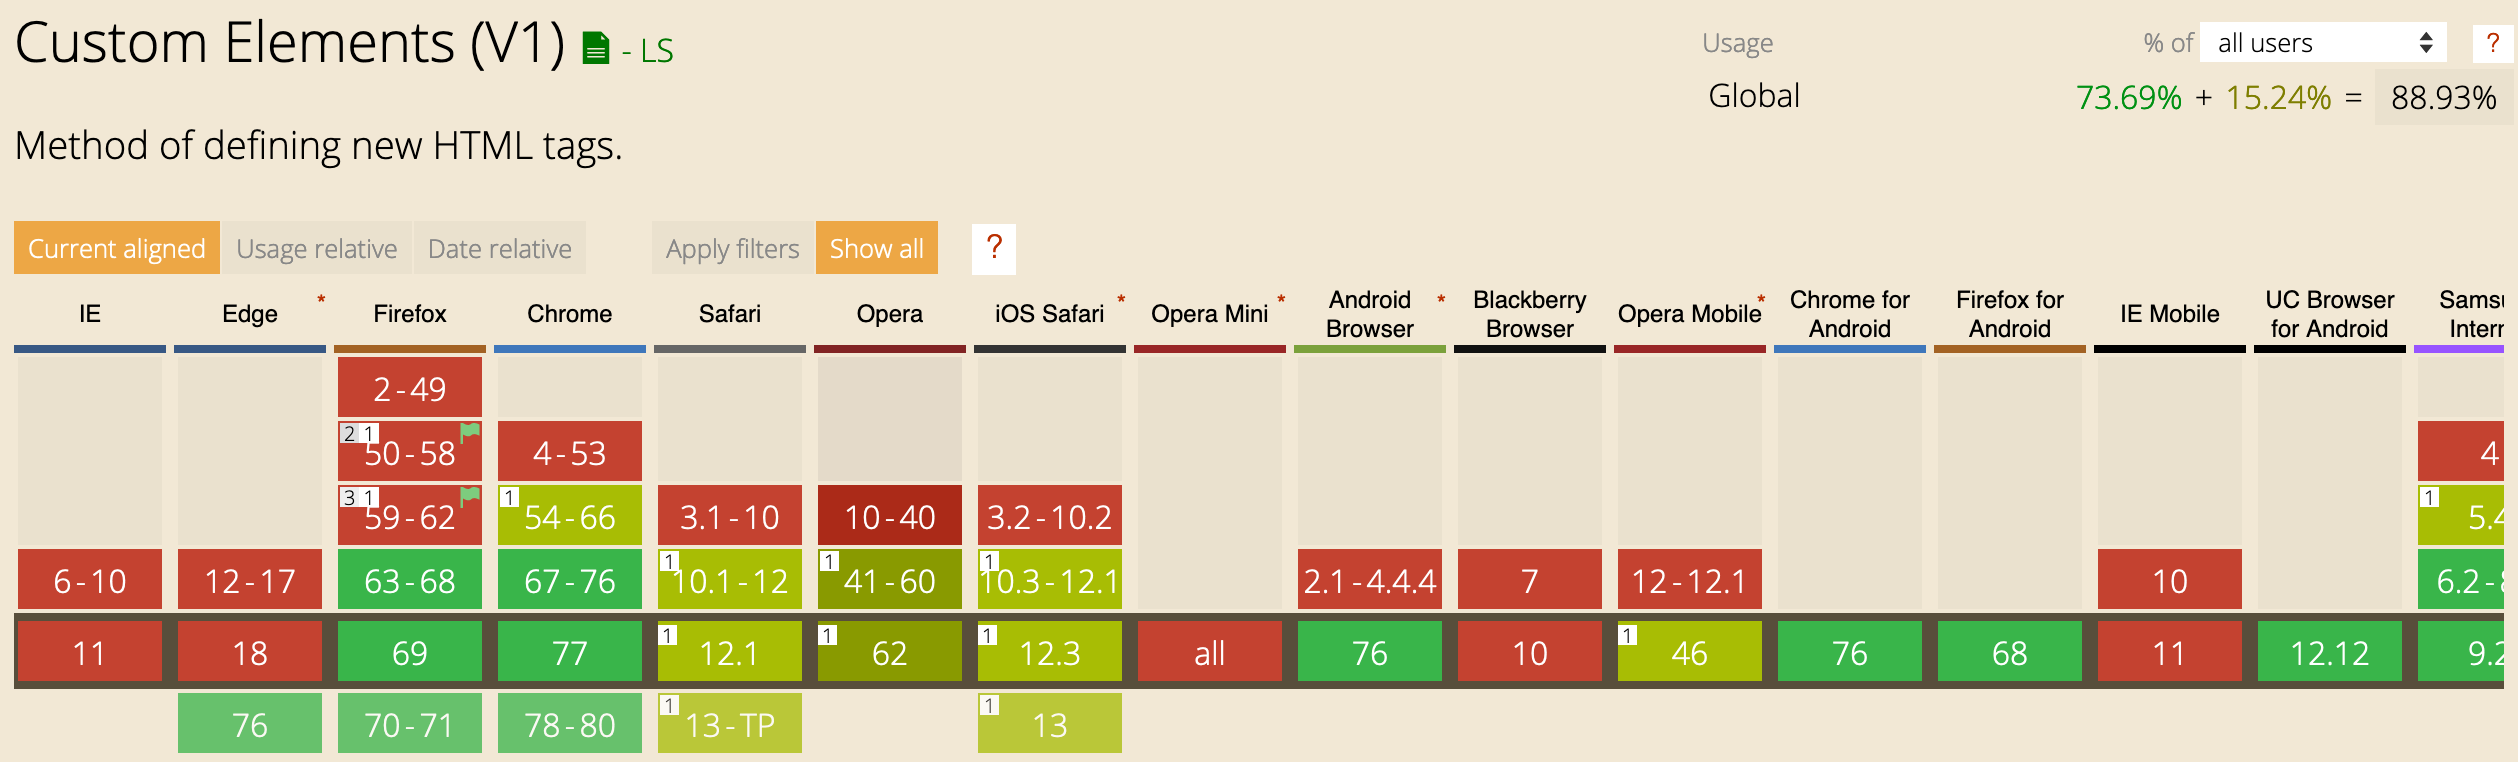 Custom Elements (V1) - LS
Usage % of all users ?
Global 73.69% + 15.24% = 88.93%
Method of defining new HTML tags.
Current aligned Usage relative Date relative Apply filters Show all ?
IE Edge * Firefox Chrome Safari Opera iOS Safari * Opera Mini * Android Browser * Blackberry Browser Opera Mobile * Chrome for Android Firefox for Android IE Mobile UC Browser for Android
2-49
2 1 50-58 4-53 4
3 1 59-62 1 54-66 3.1-10 10-40 3.2-10.2 1 5.4
6-10 12-17 63-68 67-76 1 10.1-12 1 41-60 1 10.3-12.1 2.1-4.4.4 7 12-12.1 10 6.2-
11 18 69 77 1 12.1 1 62 1 12.3 all 76 10 1 46 76 68 11 12.12 9.2
76 70-71 78-80 1 13-TP 1 13